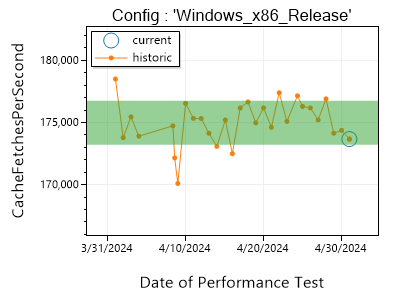 Config : 'Windows_x86_Release'
current
historic
CacheFetchesPerSecond
180,000
175,000
170,000
3/31/2024
4/10/2024
4/20/2024
4/30/2024
Date of Performance Test